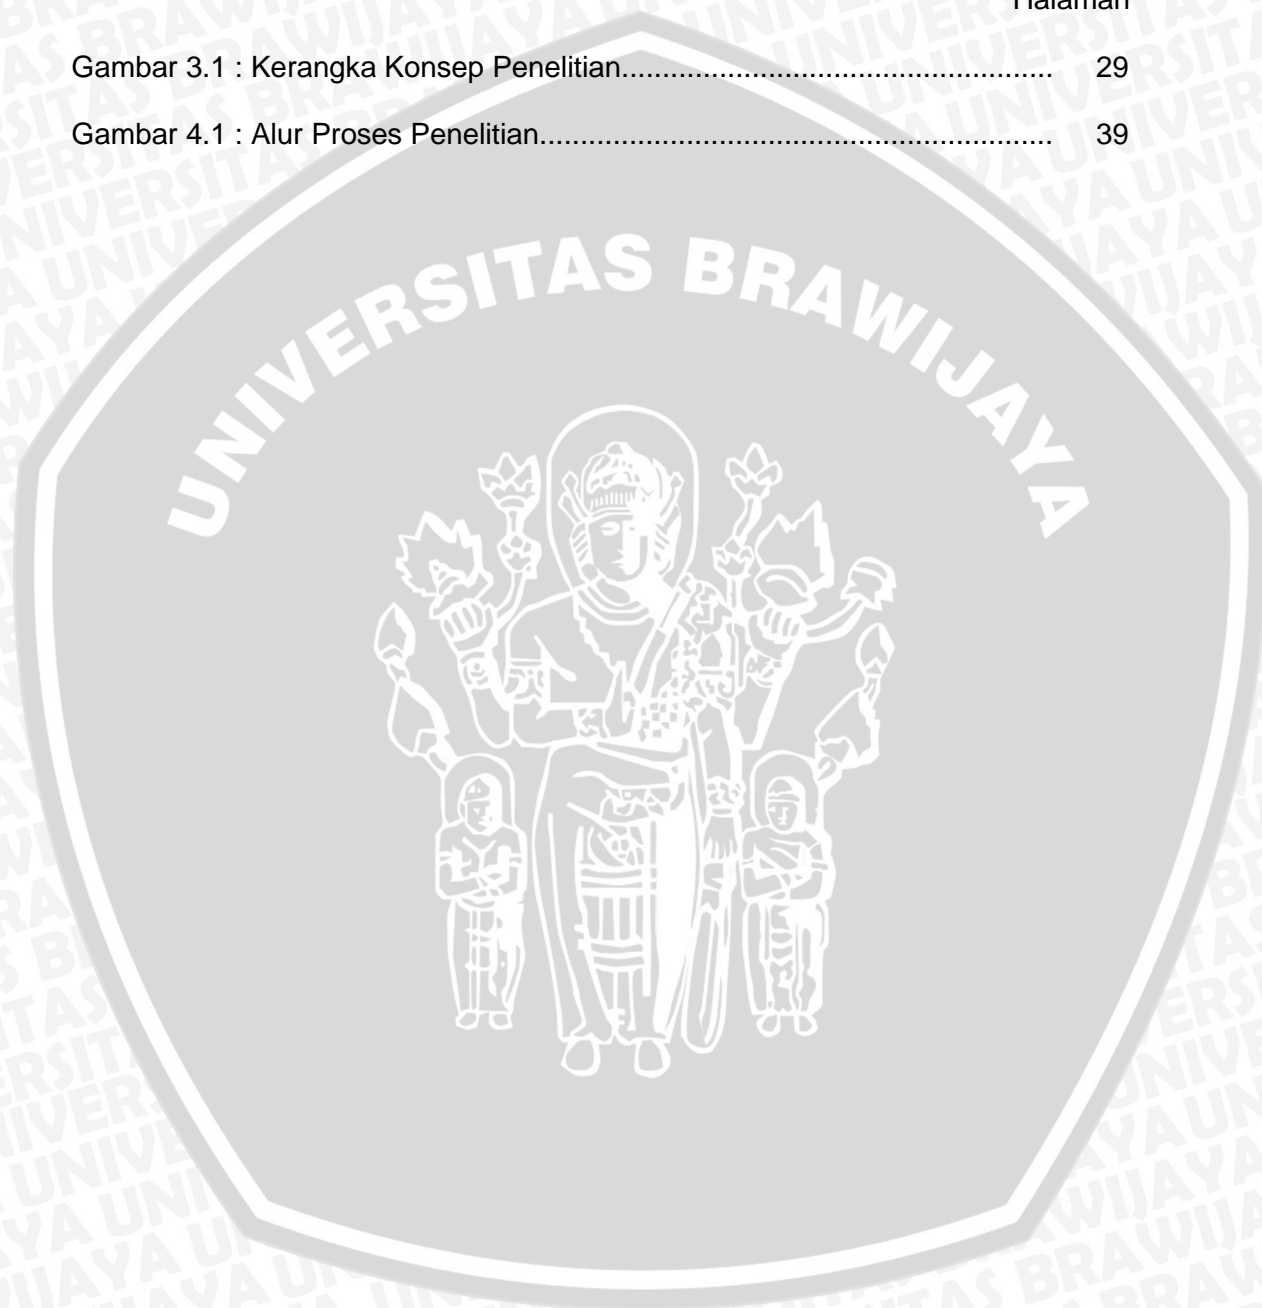 Halaman
Gambar 3.1 : Kerangka Konsep Penelitian..................................................... 29
Gambar 4.1 : Alur Proses Penelitian............................................................... 39
UNIVERSITAS BRAWIJAYA